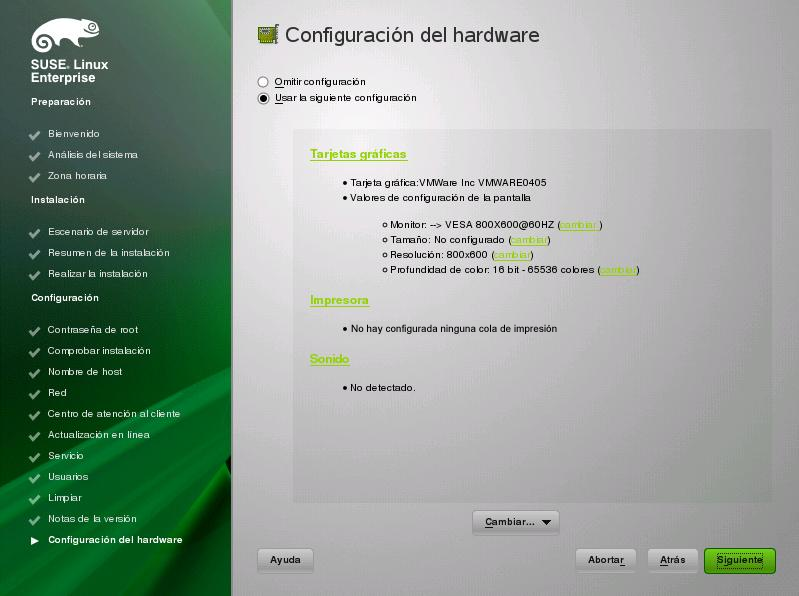 SUSE. Linux
Enterprise
Preparación
Bienvenido
Análisis del sistema
Zona horaria
Instalación
Escenario de servidor
Resumen de la instalación
Realizar la instalación
Configuración
Contraseña de root
Comprobar instalación
Nombre de host
Red
Centro de atención al cliente
Actualización en línea
Servicio
Usuarios
Limpiar
Notas de la versión
Configuración del hardware
Configuración del hardware
Omitir configuración
Usar la siguiente configuración
Tarjetas gráficas
Tarjeta gráfica:VMWare Inc VMWARE0405
Valores de configuración de la pantalla
Monitor: --> VESA 800X600@60HZ (cambiar )
Tamaño: No configurado (cambiar)
Resolución: 800x600 (cambiar)
Profundidad de color: 16 bit - 65536 colores (cambiar)
Impresora
No hay configurada ninguna cola de impresión
Sonido
No detectado.
Cambiar...
Ayuda
Abortar
Atrás
Siguiente